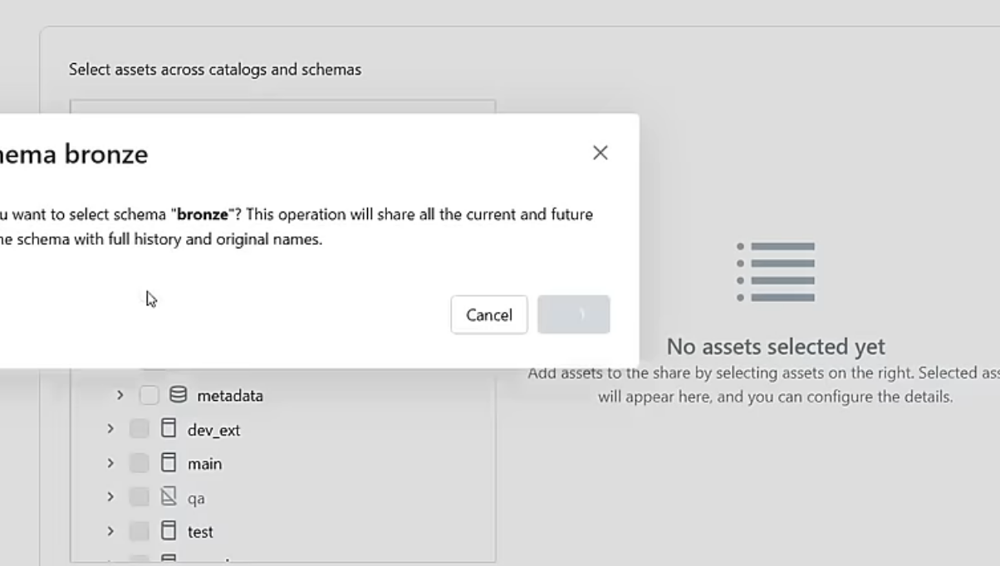 Select assets across catalogs and schemas
hema bronze
u want to select schema "bronze"? This operation will share all the current and future
he schema with full history and original names.
Cancel
No assets selected yet
Add assets to the share by selecting assets on the right. Selected ass
will appear here, and you can configure the details.
metadata
dev_ext
main
qa
test